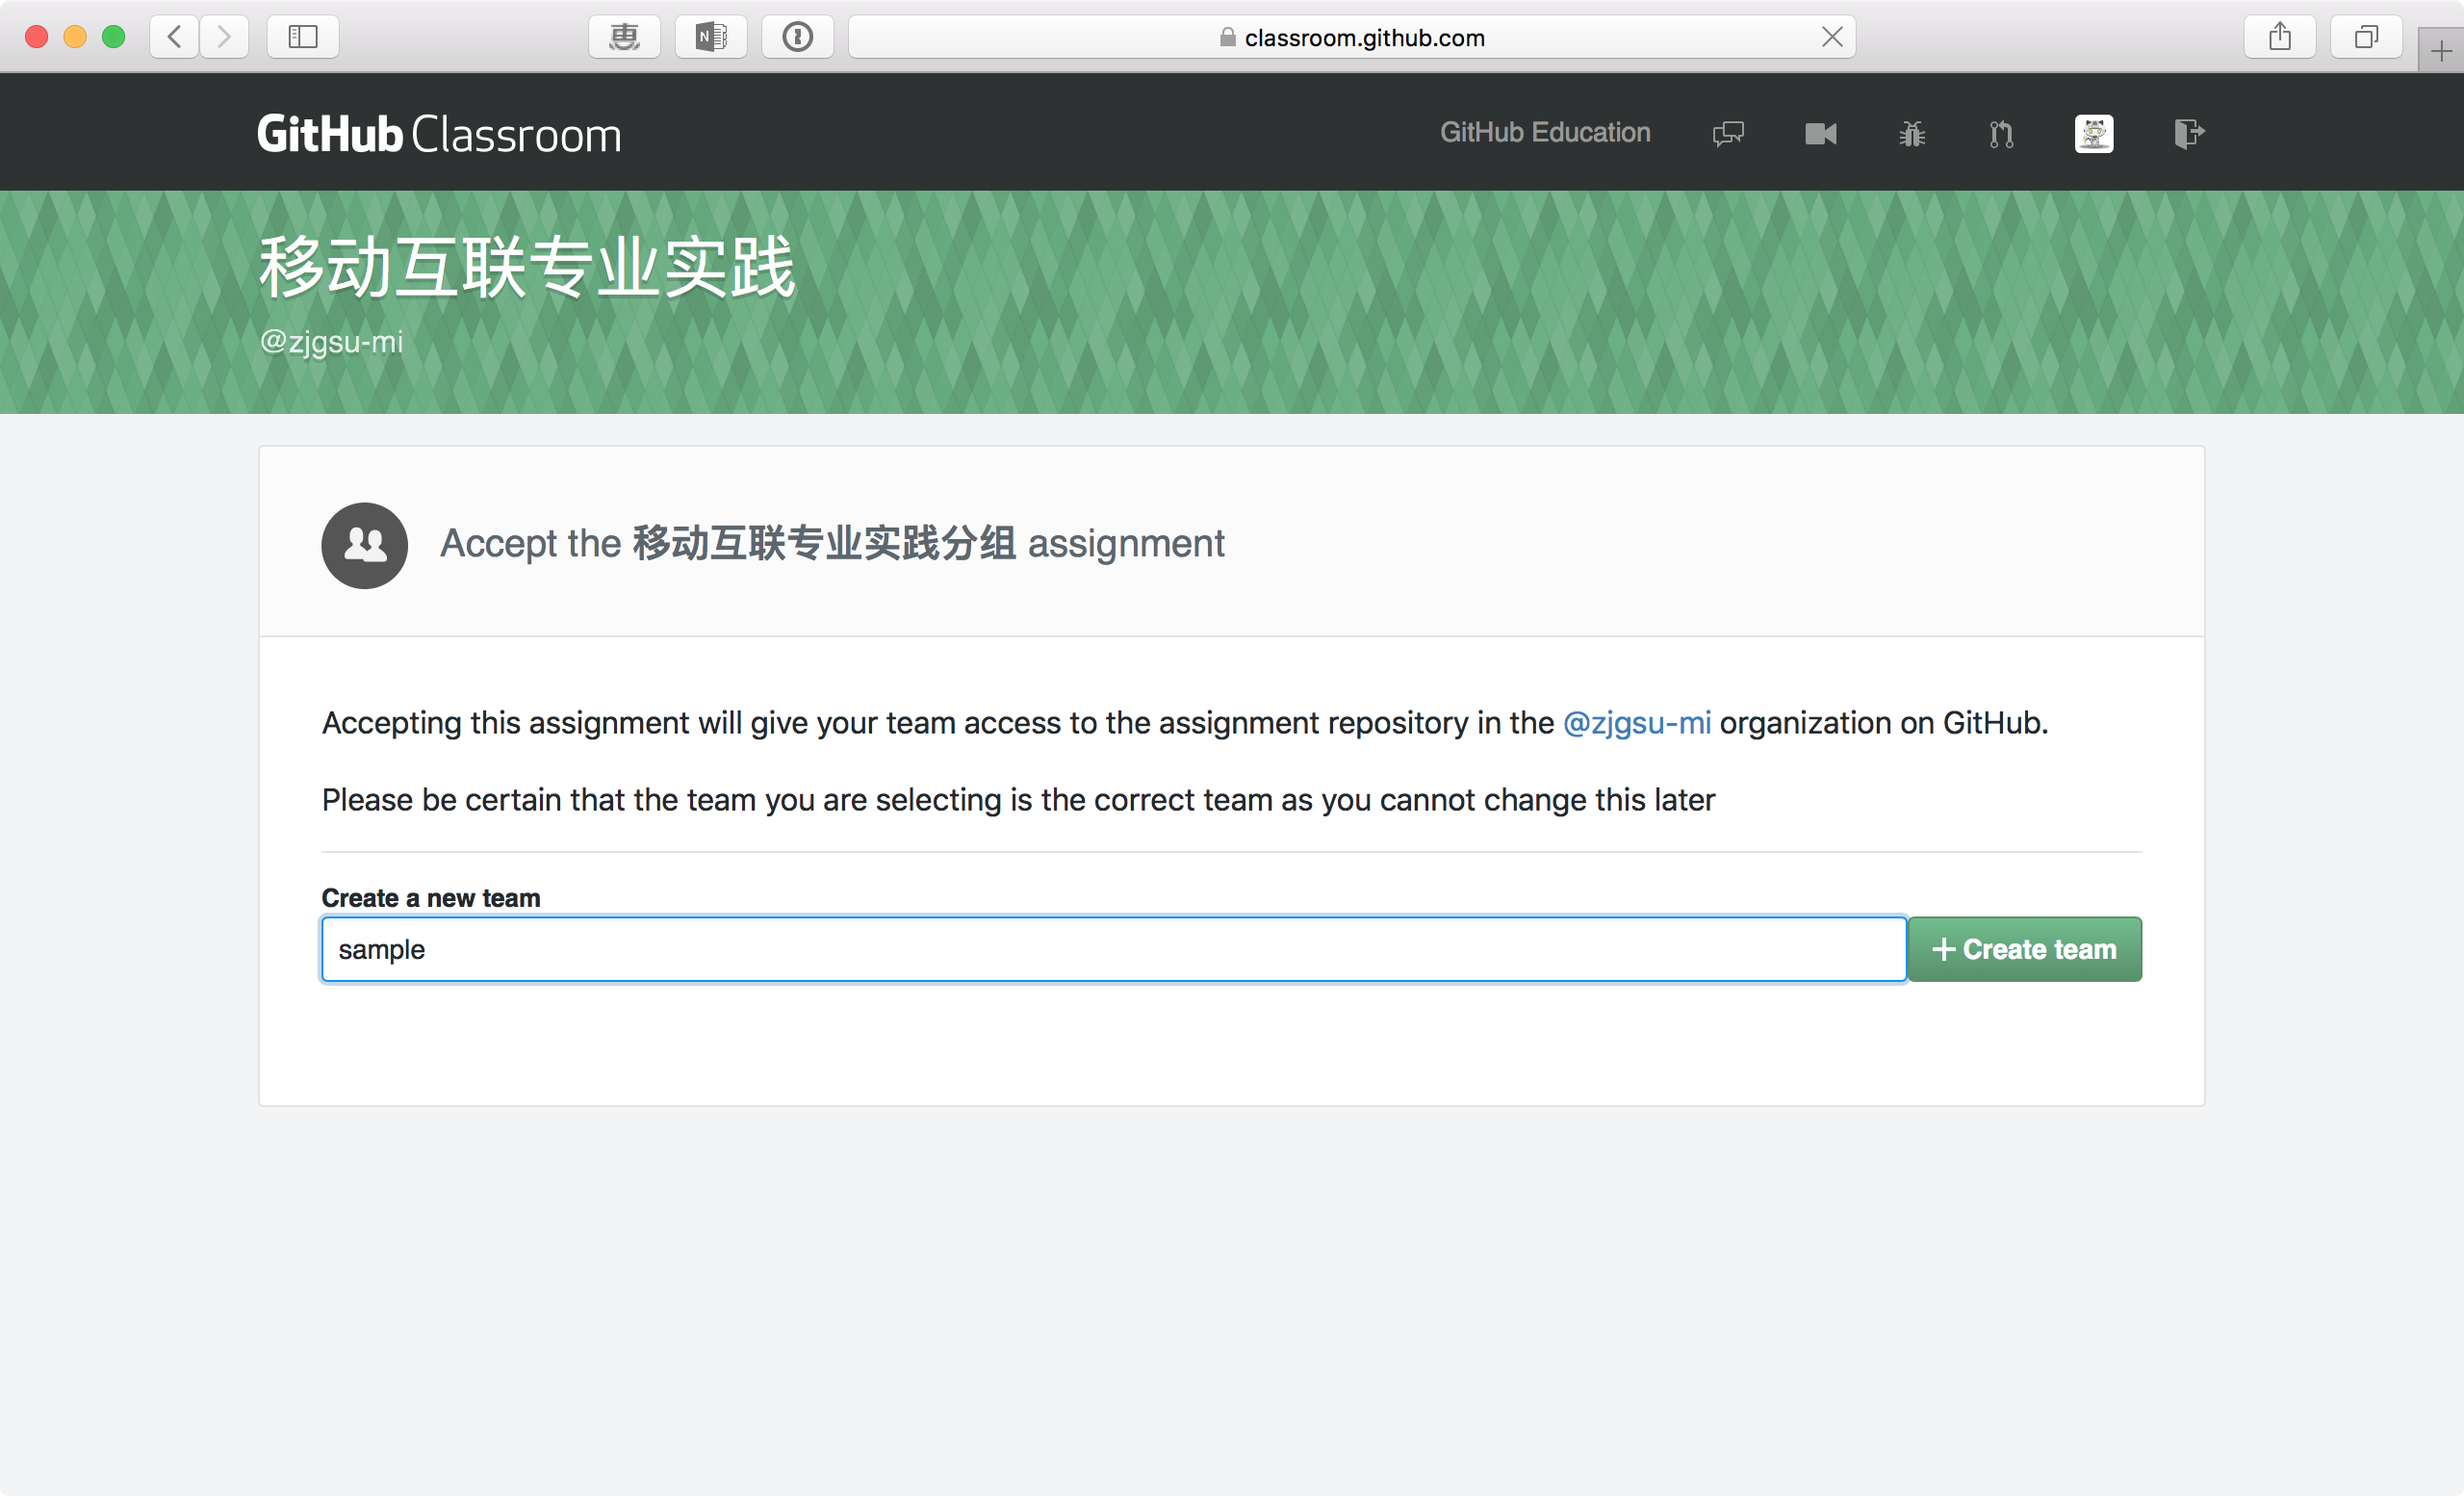 惠
N
classroom.github.com
GitHub Classroom
GitHub Education
移动互联专业实践
@zjgsu-mi
Accept the 移动互联专业实践分组 assignment
Accepting this assignment will give your team access to the assignment repository in the @zjgsu-mi organization on GitHub.
Please be certain that the team you are selecting is the correct team as you cannot change this later
Create a new team
sample
Create team